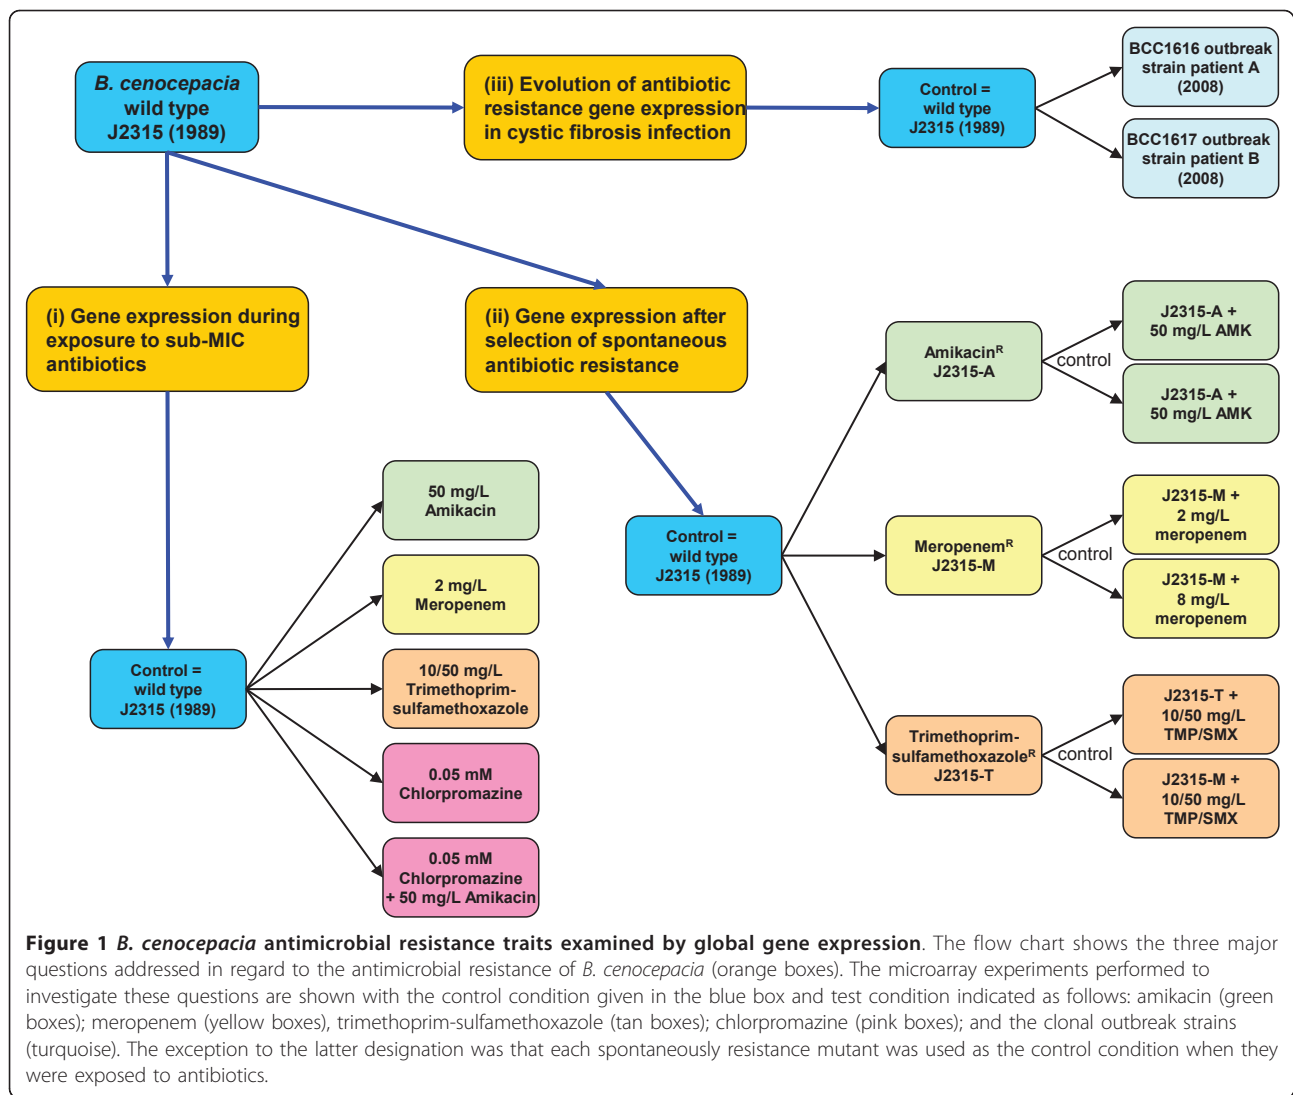 B. cenocepacia
wild type
J2315 (1989)
(iii) Evolution of antibiotic
resistance gene expression
in cystic fibrosis infection
Control =
wild type
J2315 (1989)
BCC1616 outbreak
strain patient A
(2008)
BCC1617 outbreak
strain patient B
(2008)
(i) Gene expression during
exposure to sub-MIC
antibiotics
(ii) Gene expression after
selection of spontaneous
antibiotic resistance
50 mg/L
Amikacin
2 mg/L
Meropenem
Control =
wild type
J2315 (1989)
10/50 mg/L
Trimethoprim-
sulfamethoxazole
0.05 mM
Chlorpromazine
0.05 mM
Chlorpromazine
+ 50 mg/L Amikacin
Control =
wild type
J2315 (1989)
Amikacinᴿ
J2315-A
control
J2315-A +
50 mg/L AMK
J2315-A +
50 mg/L AMK
Meropenemᴿ
J2315-M
control
J2315-M +
2 mg/L
meropenem
J2315-M +
8 mg/L
meropenem
Trimethoprim-
sulfamethoxazoleᴿ
J2315-T
control
J2315-T +
10/50 mg/L
TMP/SMX
J2315-M +
10/50 mg/L
TMP/SMX
Figure 1 B. cenocepacia antimicrobial resistance traits examined by global gene expression. The flow chart shows the three major
questions addressed in regard to the antimicrobial resistance of B. cenocepacia (orange boxes). The microarray experiments performed to
investigate these questions are shown with the control condition given in the blue box and test condition indicated as follows: amikacin (green
boxes); meropenem (yellow boxes), trimethoprim-sulfamethoxazole (tan boxes); chlorpromazine (pink boxes); and the clonal outbreak strains
(turquoise). The exception to the latter designation was that each spontaneously resistance mutant was used as the control condition when they
were exposed to antibiotics.